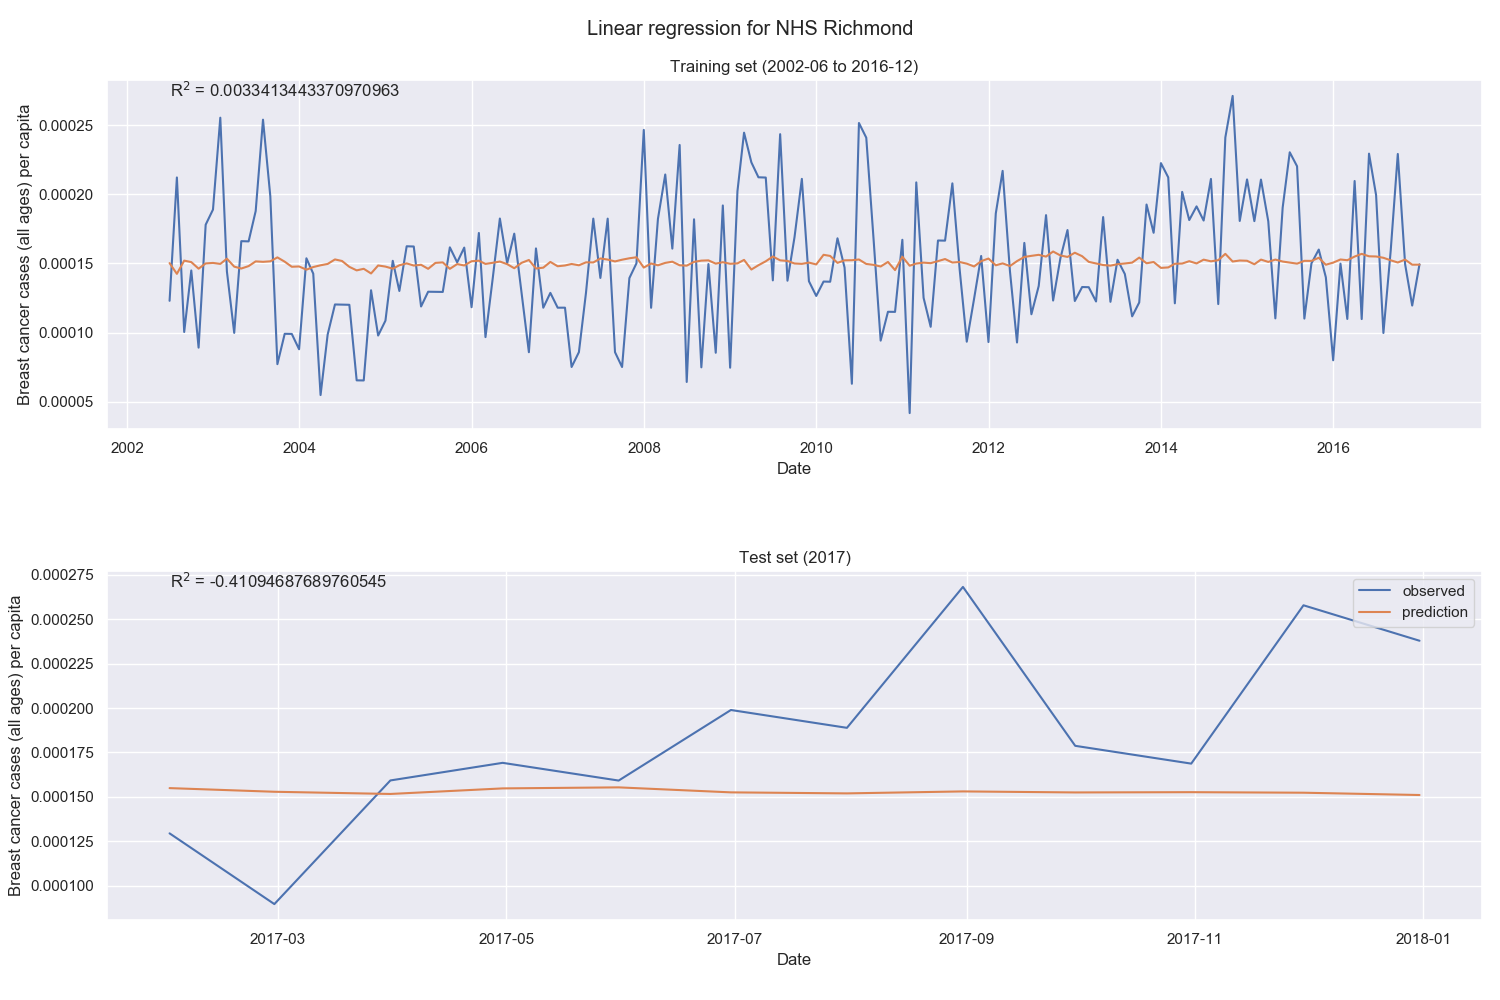 Linear regression for NHS Richmond
Training set (2002-06 to 2016-12)
R² = 0.0033413443370970963
Breast cancer cases (all ages) per capita
0.00025
0.00020
0.00015
0.00010
0.00005
2002 2004 2006 2008 2010 2012 2014 2016
Date
Test set (2017)
R² = -0.41094687689760545
observed
prediction
Breast cancer cases (all ages) per capita
0.000275
0.000250
0.000225
0.000200
0.000175
0.000150
0.000125
0.000100
2017-03 2017-05 2017-07 2017-09 2017-11 2018-01
Date